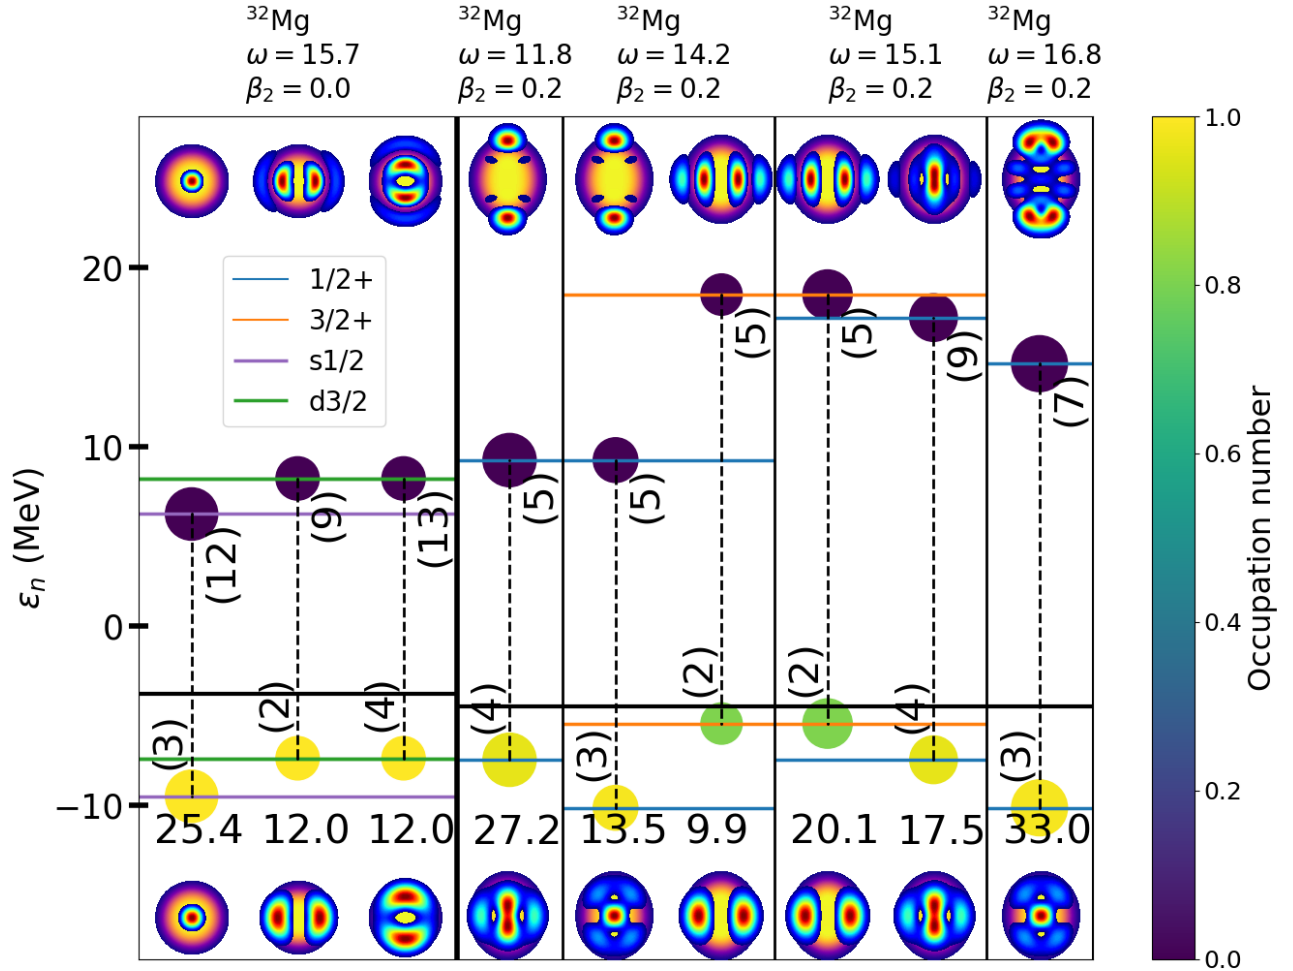 ³²Mg ³²Mg ³²Mg ³²Mg ³²Mg
ω = 15.7 ω = 11.8 ω = 14.2 ω = 15.1 ω = 16.8
β₂ = 0.0 β₂ = 0.2 β₂ = 0.2 β₂ = 0.2 β₂ = 0.2
1.0
20
1/2+
3/2+
s1/2
d3/2
(5) (5) (9)
0.8
(7)
10
(12) (9) (13) (5) (5)
0.6
εₙ (MeV)
Occupation number
0
0.4
(3) (2) (4) (4) (3) (2) (2) (4) (3)
−10
0.2
25.4 12.0 12.0 27.2 13.5 9.9 20.1 17.5 33.0
0.0